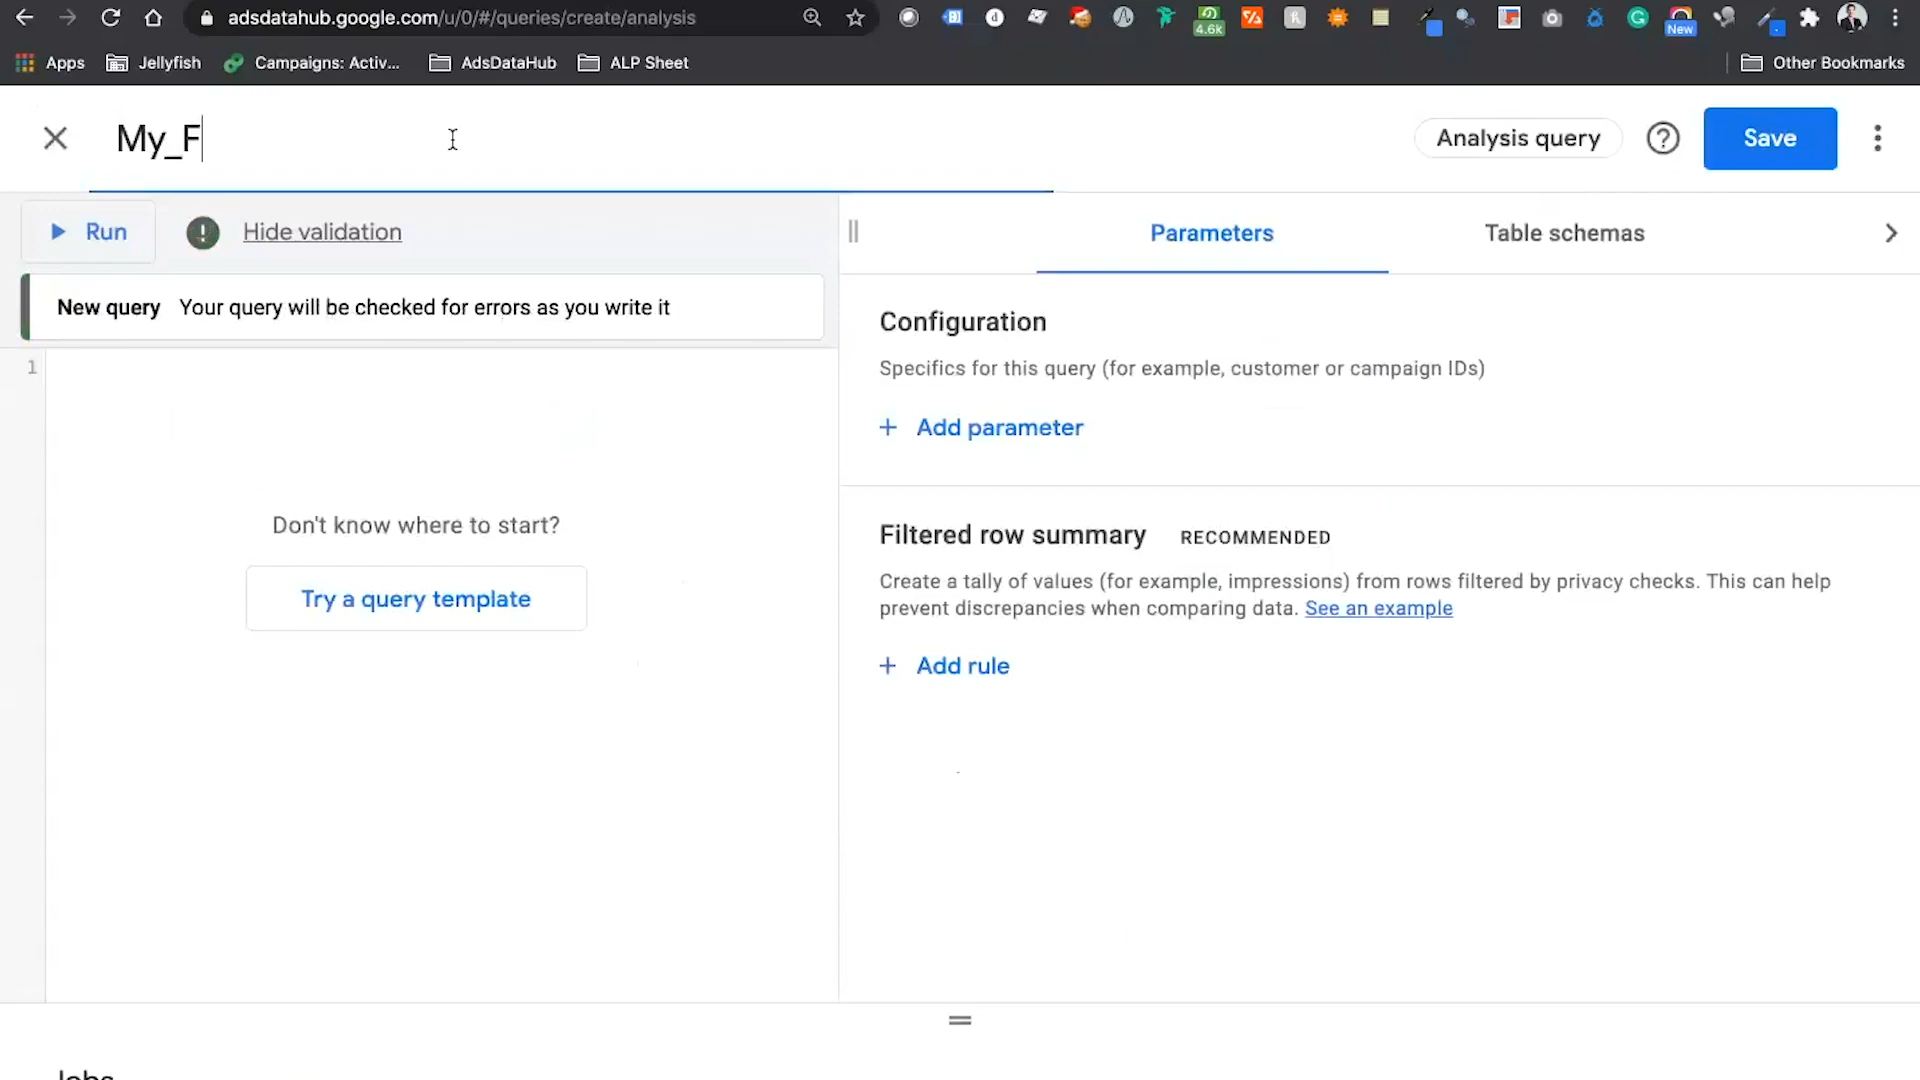 adsdatahub.google.com/u/0/#/queries/create/analysis
4.6k
New
Apps
Jellyfish
Campaigns: Activ...
AdsDataHub
ALP Sheet
Other Bookmarks
My_F
Analysis query
Save
Run
Hide validation
Parameters
Table schemas
New query Your query will be checked for errors as you write it
1
Configuration
Specifics for this query (for example, customer or campaign IDs)
+ Add parameter
Don't know where to start?
Try a query template
Filtered row summary RECOMMENDED
Create a tally of values (for example, impressions) from rows filtered by privacy checks. This can help
prevent discrepancies when comparing data. See an example
+ Add rule
Jobs